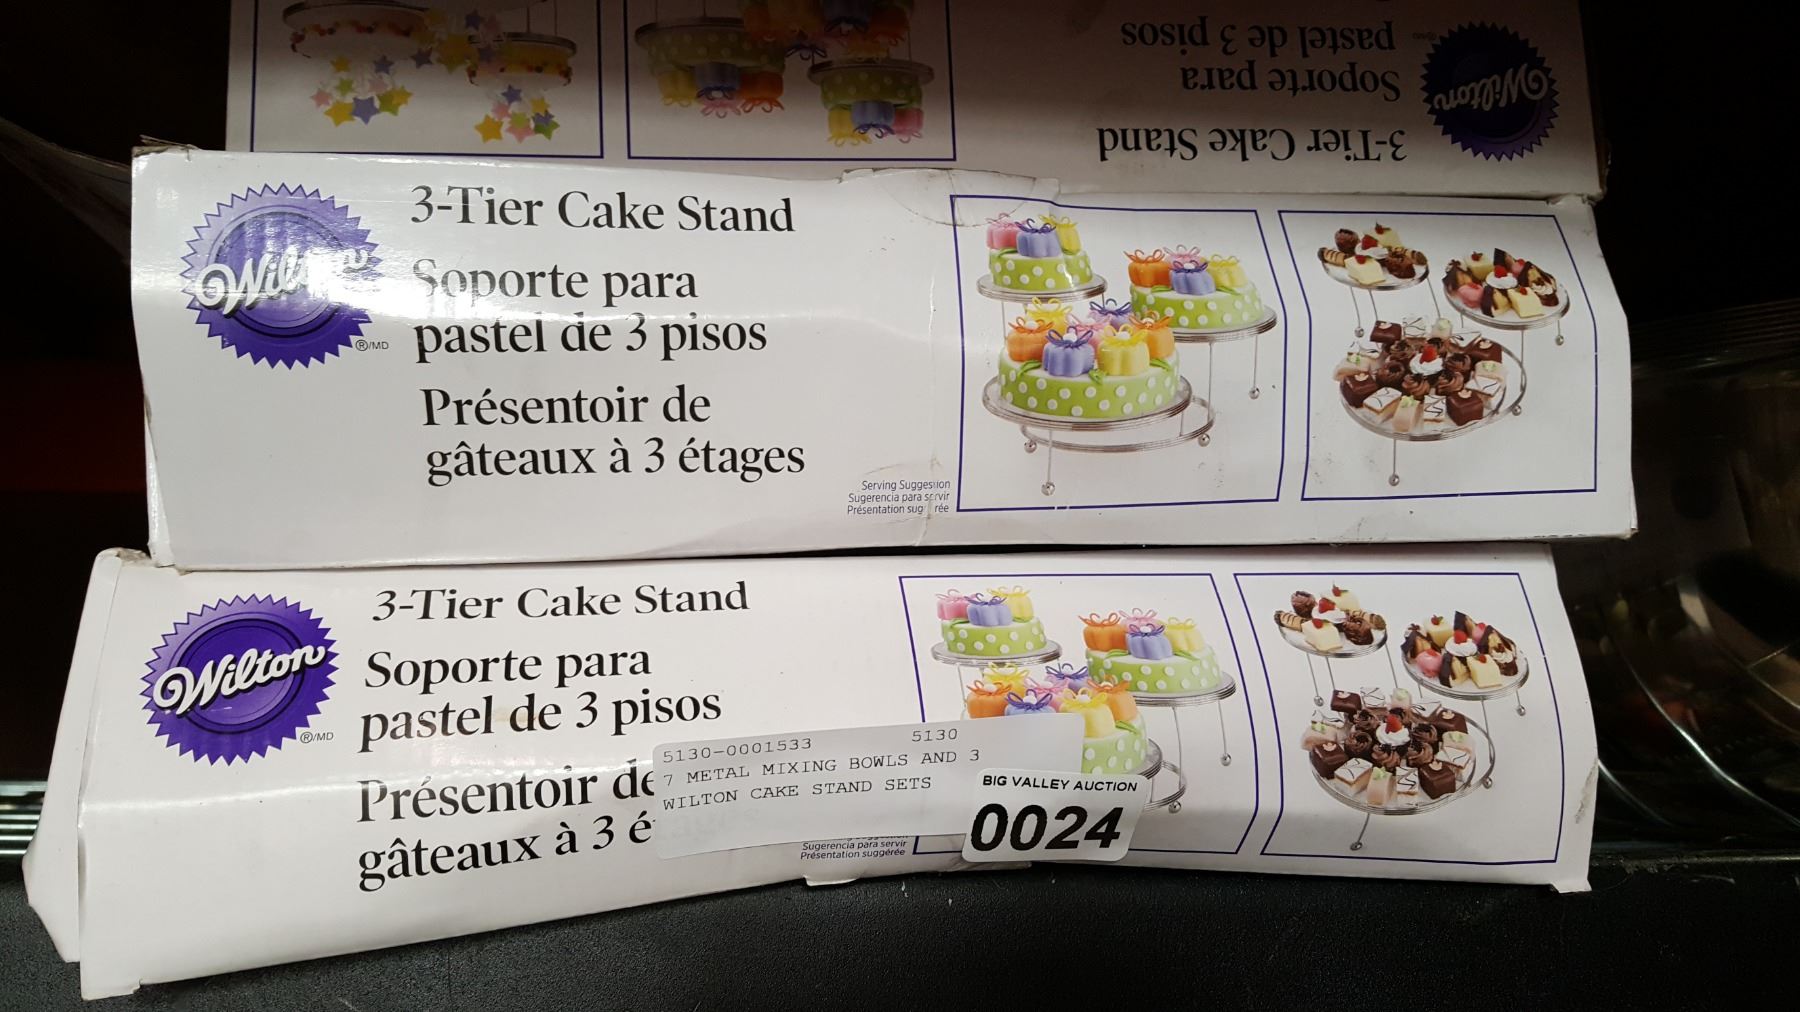 3-Tier Cake Stand
Soporte para
pastel de 3 pisos
Wilton
Wilton
®/MD
3-Tier Cake Stand
Soporte para
pastel de 3 pisos
Présentoir de
gâteaux à 3 étages
Serving Suggestion
Sugerencia para servir
Présentation suggérée
Wilton
®/MD
3-Tier Cake Stand
Soporte para
pastel de 3 pisos
Présentoir de
gâteaux à 3 é
Sugerencia para servir
Présentation suggérée
5130-0001533 5130
7 METAL MIXING BOWLS AND 3
WILTON CAKE STAND SETS
BIG VALLEY AUCTION
0024